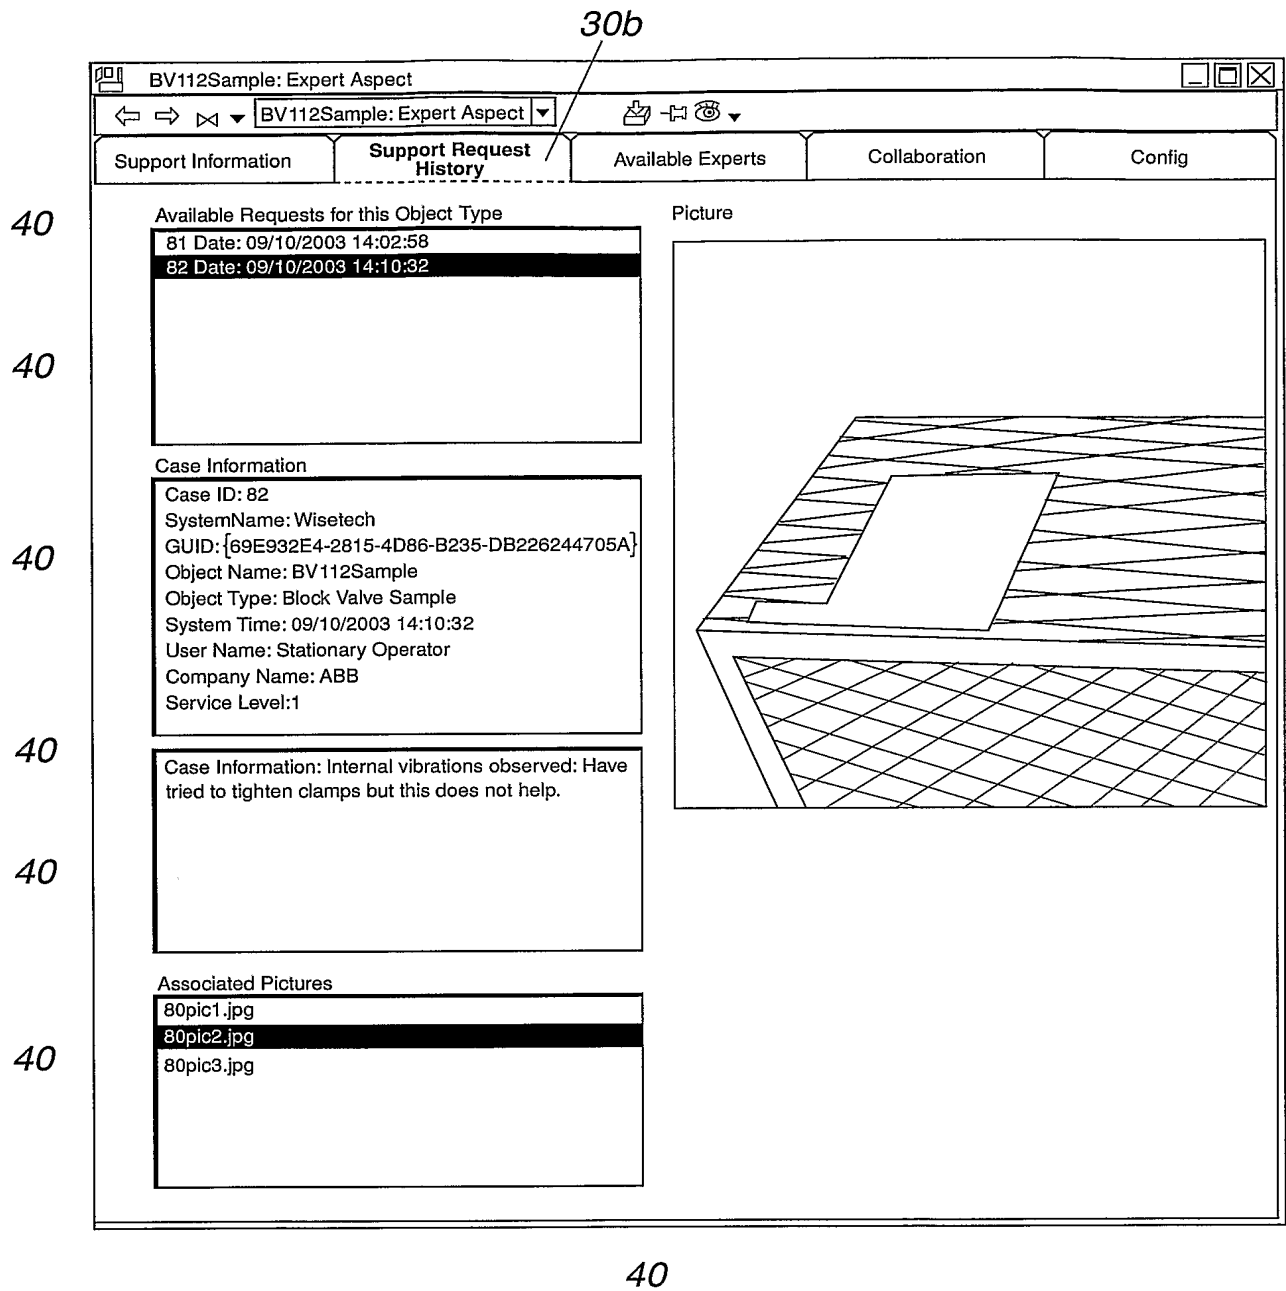 30b
BV112Sample: Expert Aspect
BV112Sample: Expert Aspect
Support Information
Support Request
History
Available Experts
Collaboration
Config
40
Available Requests for this Object Type
81 Date: 09/10/2003 14:02:58
82 Date: 09/10/2003 14:10:32
Picture
40
Case Information
Case ID: 82
SystemName: Wisetech
GUID: {69E932E4-2815-4D86-B235-DB226244705A}
40
Object Name: BV112Sample
Object Type: Block Valve Sample
System Time: 09/10/2003 14:10:32
User Name: Stationary Operator
Company Name: ABB
Service Level:1
40
Case Information: Internal vibrations observed: Have
tried to tighten clamps but this does not help.
40
Associated Pictures
80pic1.jpg
80pic2.jpg
40
80pic3.jpg
40